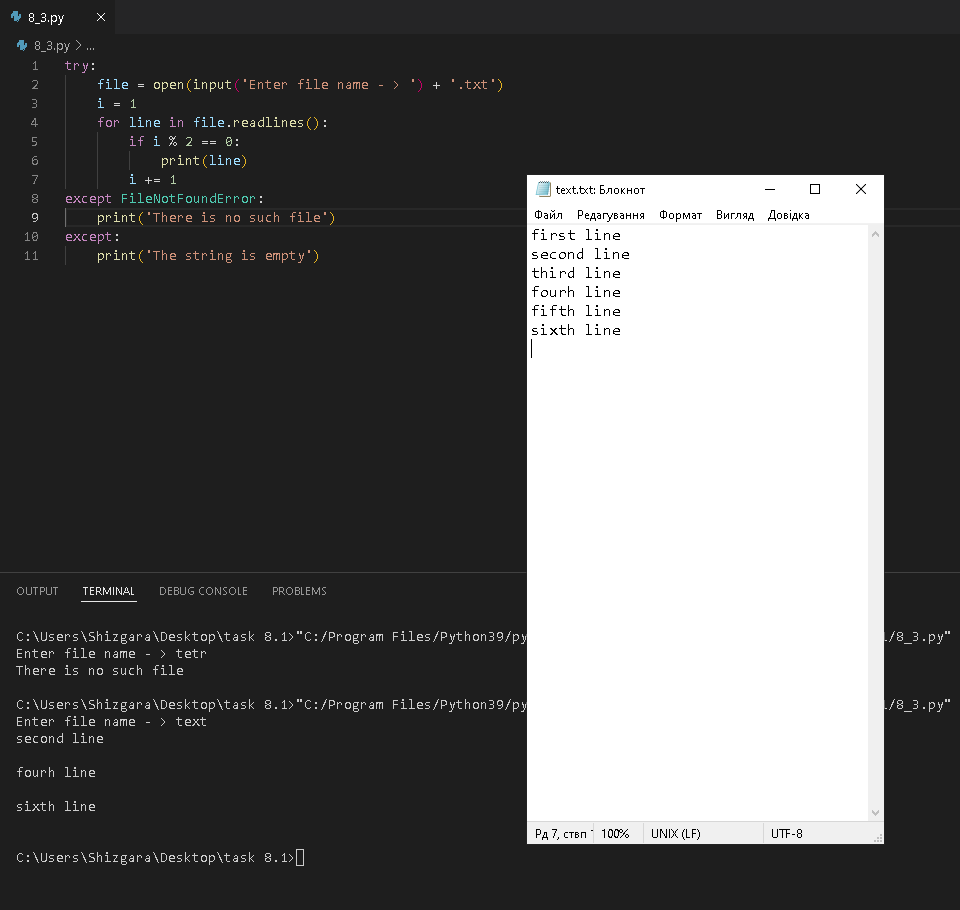 8_3.py
8_3.py > ...
1 try:
2 file = open(input('Enter file name - > ') + '.txt')
3 i = 1
4 for line in file.readlines():
5 if i % 2 == 0:
6 print(line)
7 i += 1
8 except FileNotFoundError:
9 print('There is no such file')
10 except:
11 print('The string is empty')
text.txt: Блокнот
Файл Редагування Формат Вигляд Довідка
first line
second line
third line
fourh line
fifth line
sixth line
Рд 7, ствп 100% UNIX (LF) UTF-8
OUTPUT TERMINAL DEBUG CONSOLE PROBLEMS
C:\Users\Shizgara\Desktop\task 8.1>"C:/Program Files/Python39/py /8_3.py"
Enter file name - > tetr
There is no such file
C:\Users\Shizgara\Desktop\task 8.1>"C:/Program Files/Python39/py /8_3.py"
Enter file name - > text
second line
fourh line
sixth line
C:\Users\Shizgara\Desktop\task 8.1>